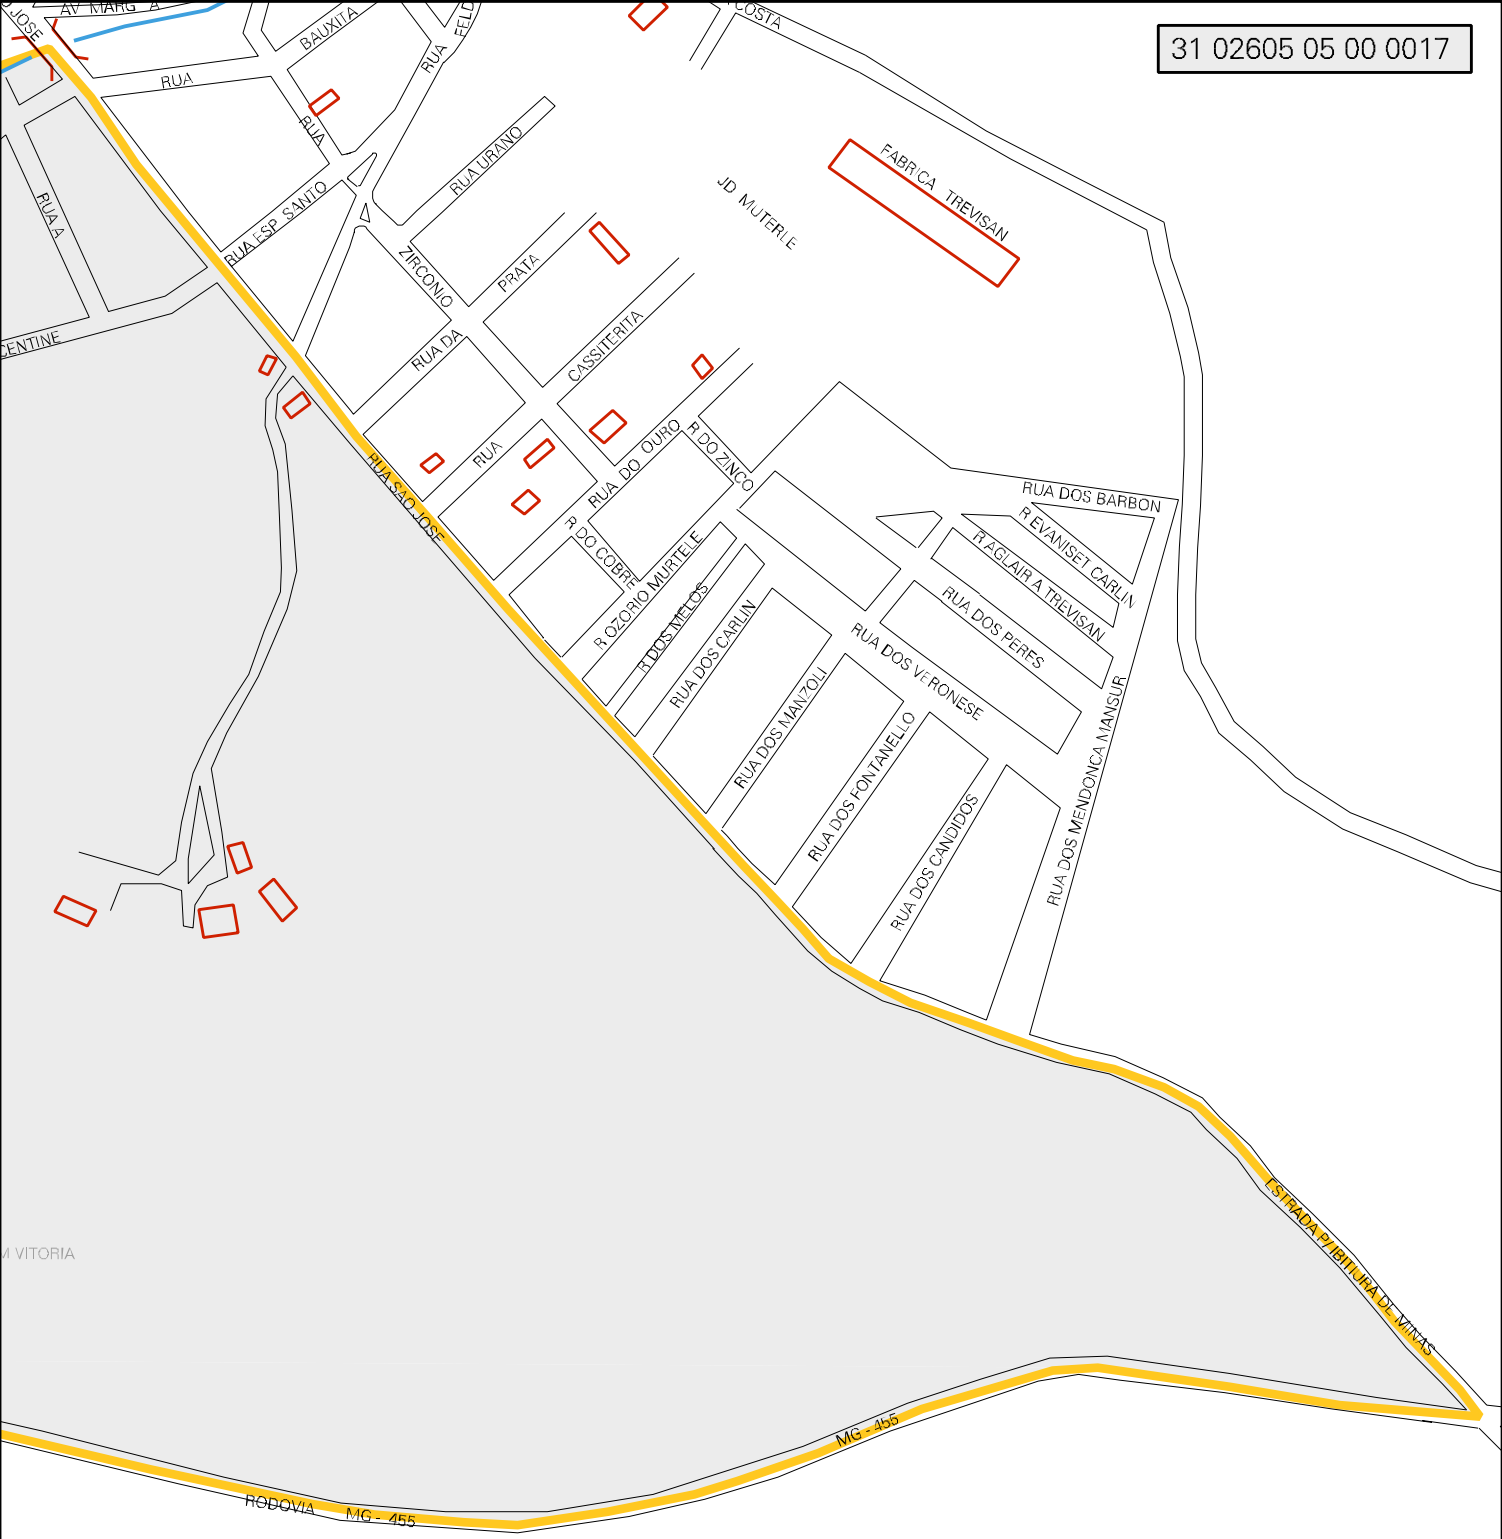 31 02605 05 00 0017
AV MARG A
JOSE
BAUXITA
RUA
FELD
COSTA
RUA
RUA
RUA URANO
FABRICA TREVISAN
JD MUTERLE
RUA A
RUA ESP SANTO
ZIRCONIO
PRATA
CENTINE
RUA DA
CASSITERITA
RUA
RUA DO OURO
R DO ZINCO
RUA SAO JOSE
RUA DOS BARBON
R EVANISET CARLIN
R AGLAIR A TREVISAN
R DO COBRE
R OZORIO MURTELE
R DOS MELOS
RUA DOS CARLIN
RUA DOS PERES
RUA DOS VERONESE
RUA DOS MANZOLI
RUA DOS FONTANELLO
RUA DOS CANDIDOS
RUA DOS MENDONCA MANSUR
ESTRADA P/ IBITIURA DE MINAS
M VITORIA
MG - 455
RODOVIA MG - 455